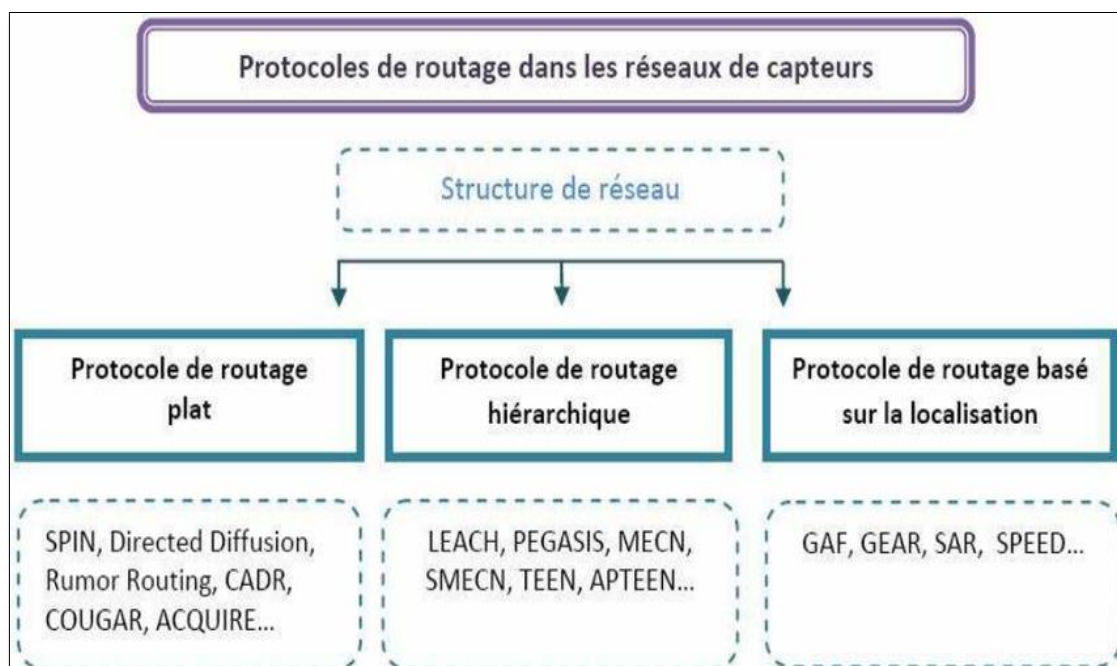 Protocoles de routage dans les réseaux de capteurs
Structure de réseau
Protocole de routage
plat
Protocole de routage
hiérarchique
Protocole de routage basé
sur la localisation
SPIN, Directed Diffusion,
Rumor Routing, CADR,
COUGAR, ACQUIRE...
LEACH, PEGASIS, MECN,
SMECN, TEEN, APTEEN...
GAF, GEAR, SAR, SPEED...